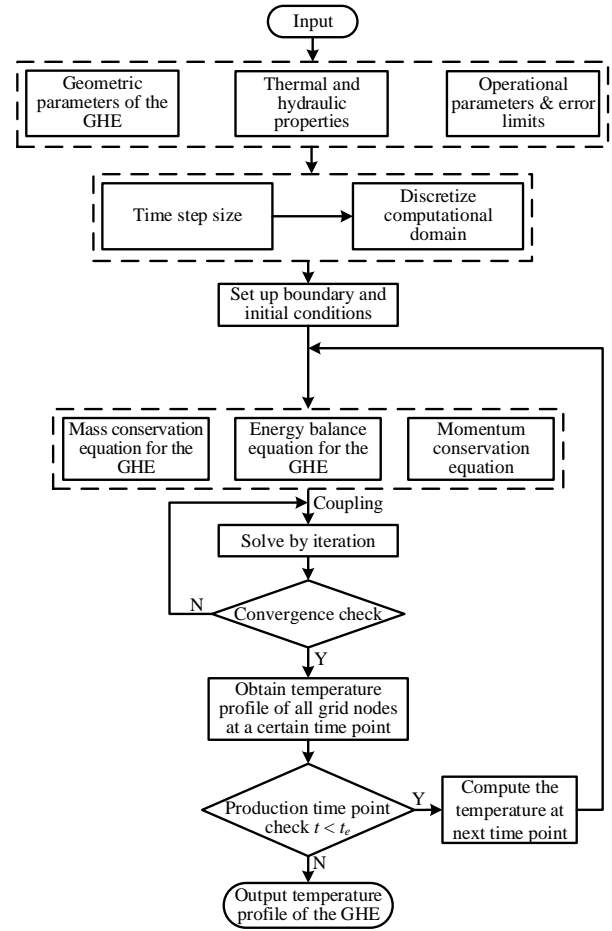 Input
Geometric
parameters of the
GHE
Thermal and
hydraulic
properties
Operational
parameters & error
limits
Time step size
Discretize
computational
domain
Set up boundary and
initial conditions
Mass conservation
equation for the
GHE
Energy balance
equation for the
GHE
Momentum
conservation
equation
Coupling
Solve by iteration
N
Convergence check
Y
Obtain temperature
profile of all grid nodes
at a certain time point
Production time point
check t < te
Y
Compute the
temperature at
next time point
N
Output temperature
profile of the GHE